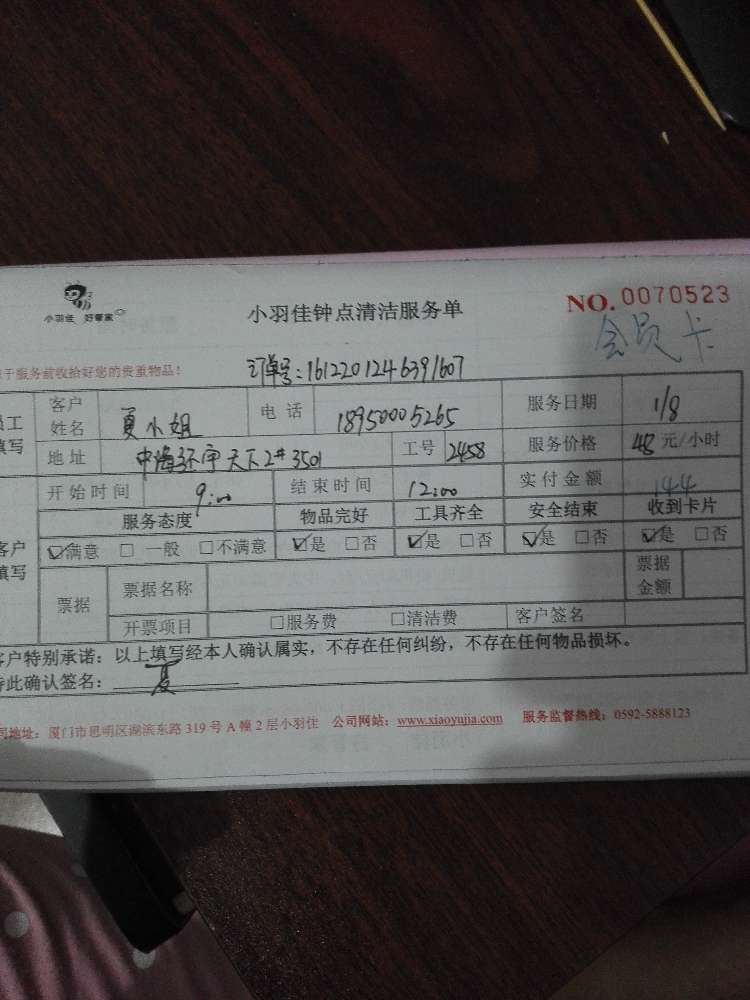 小羽佳 好管家
小羽佳钟点清洁服务单
NO. 0070523
会员卡
于服务前收拾好您的贵重物品!
订单号:1612201246391607
员工填写
客户姓名 夏小姐 电话 18950005265 服务日期 1/8
地址 中海环宇天下2#3501 工号 2458 服务价格 48 元/小时
客户填写
开始时间 9:00 结束时间 12:00 实付金额 144
服务态度 物品完好 工具齐全 安全结束 收到卡片
☑满意 □ 一般 □不满意 ☑是 □否 ☑是 □否 ☑是 □否 ☑是 □否
票据 票据名称 票据金额
开票项目 □服务费 □清洁费 客户签名
客户特别承诺:以上填写经本人确认属实,不存在任何纠纷,不存在任何物品损坏。
特此确认签名: 夏
司地址:厦门市思明区湖滨东路 319 号 A 幢 2 层小羽佳 公司网站:www.xiaoyujia.com 服务监督热线:0592-5888123